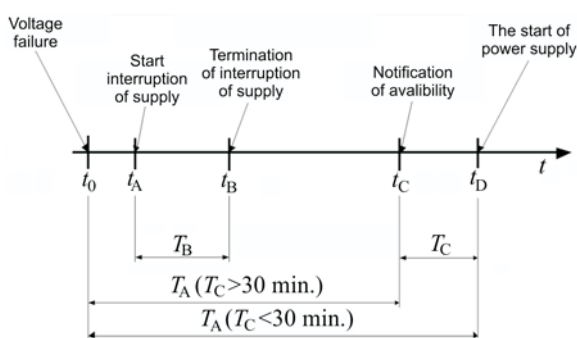 Voltage
failure
Start
interruption
of supply
Termination
of interruption
of supply
Notification
of avalibility
The start of
power supply
t0
tA
tB
tC
tD
t
TB
TC
TA (TC>30 min.)
TA (TC<30 min.)